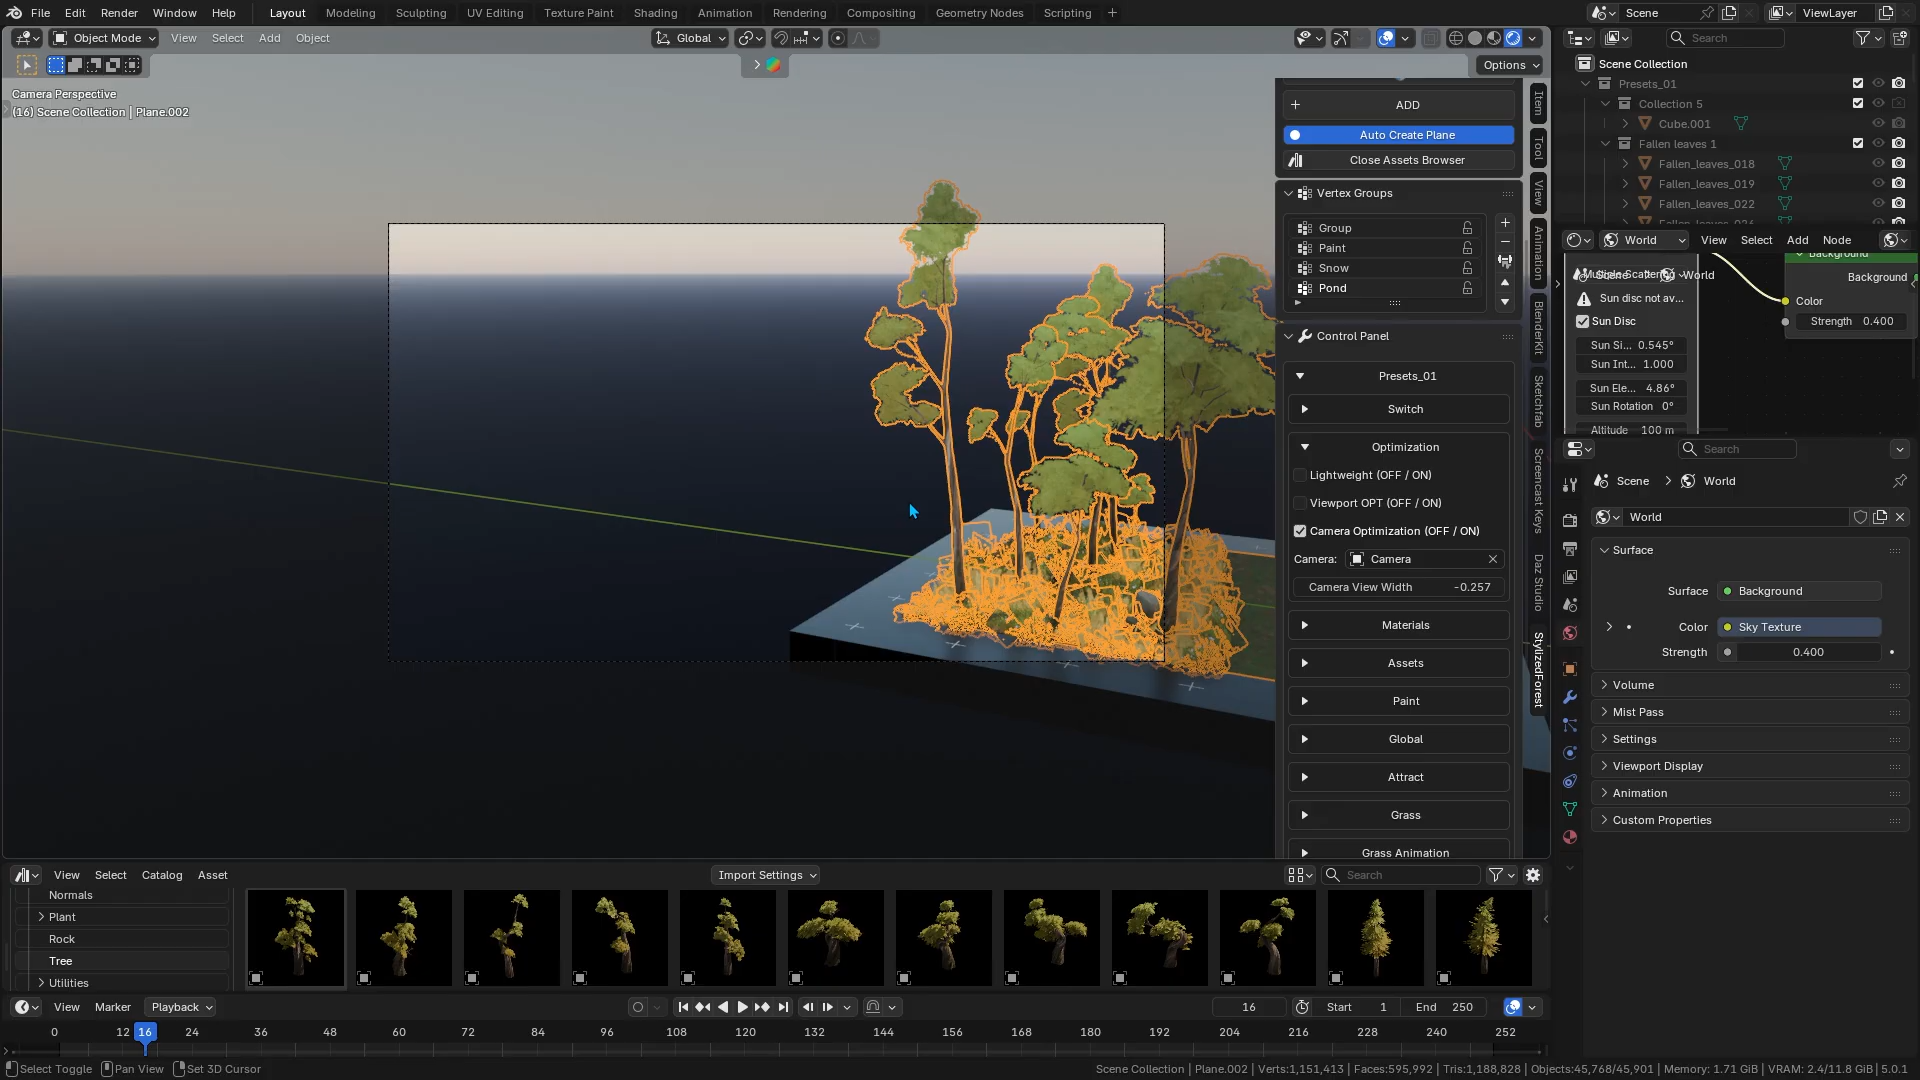 File Edit Render Window Help Layout Modeling Sculpting UV Editing Texture Paint Shading Animation Rendering Compositing Geometry Nodes Scripting + Scene ViewLayer
Object Mode View Select Add Object Global Search
Options
Camera Perspective
(16) Scene Collection | Plane.002
ADD
Auto Create Plane
Close Assets Browser
Vertex Groups
Group
Paint
Snow
Pond
Control Panel
Presets_01
Switch
Optimization
Lightweight (OFF / ON)
Viewport OPT (OFF / ON)
Camera Optimization (OFF / ON)
Camera: Camera
Camera View Width -0.257
Materials
Assets
Paint
Global
Attract
Grass
Grass Animation
Item
Tool
View
Animation
BlenderKit
Sketchfab
Screencast Keys
Daz Studio
StylizedForest
Scene Collection
Presets_01
Collection 5
Cube.001
Fallen leaves 1
Fallen_leaves_018
Fallen_leaves_019
Fallen_leaves_022
World View Select Add Node
Scene World
Background
Sun disc not av...
Sun Disc
Sun Si... 0.545°
Sun Int... 1.000
Sun Ele... 4.86°
Sun Rotation 0°
Altitude 100 m
Background
Color
Strength 0.400
Search
Scene > World
World
Surface
Surface Background
Color Sky Texture
Strength 0.400
Volume
Mist Pass
Settings
Viewport Display
Animation
Custom Properties
View Select Catalog Asset Import Settings Search
Normals
Plant
Rock
Tree
Utilities
View Marker Playback 16 Start 1 End 250
0 12 16 24 36 48 60 72 84 96 108 120 132 144 156 168 180 192 204 216 228 240 252
Select Toggle Pan View Set 3D Cursor Scene Collection | Plane.002 | Verts:1,151,413 | Faces:595,992 | Tris:1,188,828 | Objects:45,768/45,901 | Memory: 1.71 GiB | VRAM: 2.4/11.8 GiB | 5.0.1